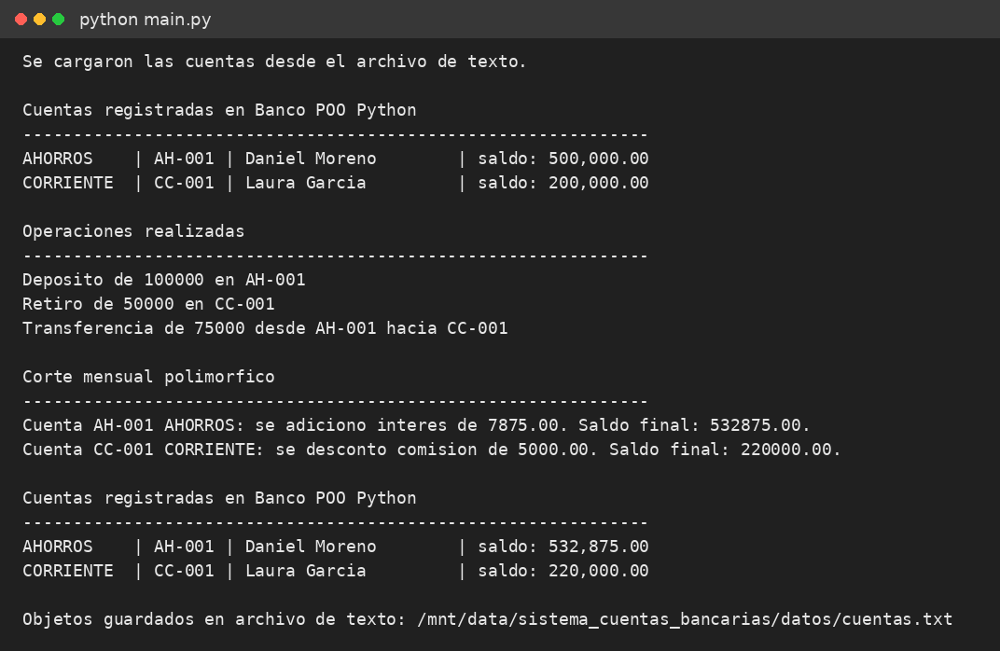 python main.py
Se cargaron las cuentas desde el archivo de texto.
Cuentas registradas en Banco POO Python
--------------------------------------------------------------
AHORROS    | AH-001 | Daniel Moreno        | saldo: 500,000.00
CORRIENTE  | CC-001 | Laura Garcia         | saldo: 200,000.00
Operaciones realizadas
--------------------------------------------------------------
Deposito de 100000 en AH-001
Retiro de 50000 en CC-001
Transferencia de 75000 desde AH-001 hacia CC-001
Corte mensual polimorfico
--------------------------------------------------------------
Cuenta AH-001 AHORROS: se adiciono interes de 7875.00. Saldo final: 532875.00.
Cuenta CC-001 CORRIENTE: se desconto comision de 5000.00. Saldo final: 220000.00.
Cuentas registradas en Banco POO Python
--------------------------------------------------------------
AHORROS    | AH-001 | Daniel Moreno        | saldo: 532,875.00
CORRIENTE  | CC-001 | Laura Garcia         | saldo: 220,000.00
Objetos guardados en archivo de texto: /mnt/data/sistema_cuentas_bancarias/datos/cuentas.txt